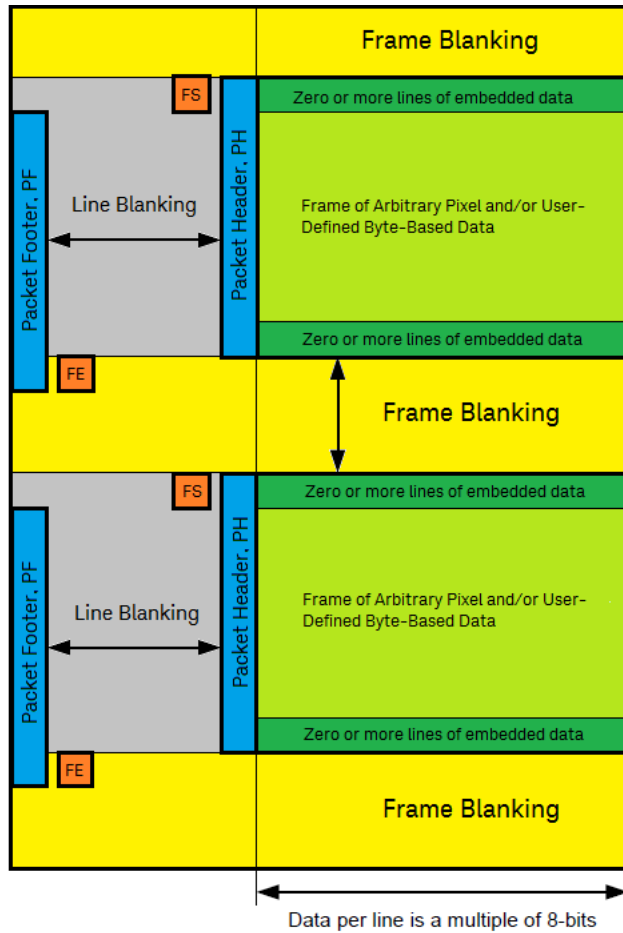 Frame Blanking
FS
Zero or more lines of embedded data
Packet Footer, PF
Line Blanking
Packet Header, PH
Frame of Arbitrary Pixel and/or User-
Defined Byte-Based Data
Zero or more lines of embedded data
FE
Frame Blanking
FS
Zero or more lines of embedded data
Packet Footer, PF
Line Blanking
Packet Header, PH
Frame of Arbitrary Pixel and/or User-
Defined Byte-Based Data
Zero or more lines of embedded data
FE
Frame Blanking
Data per line is a multiple of 8-bits